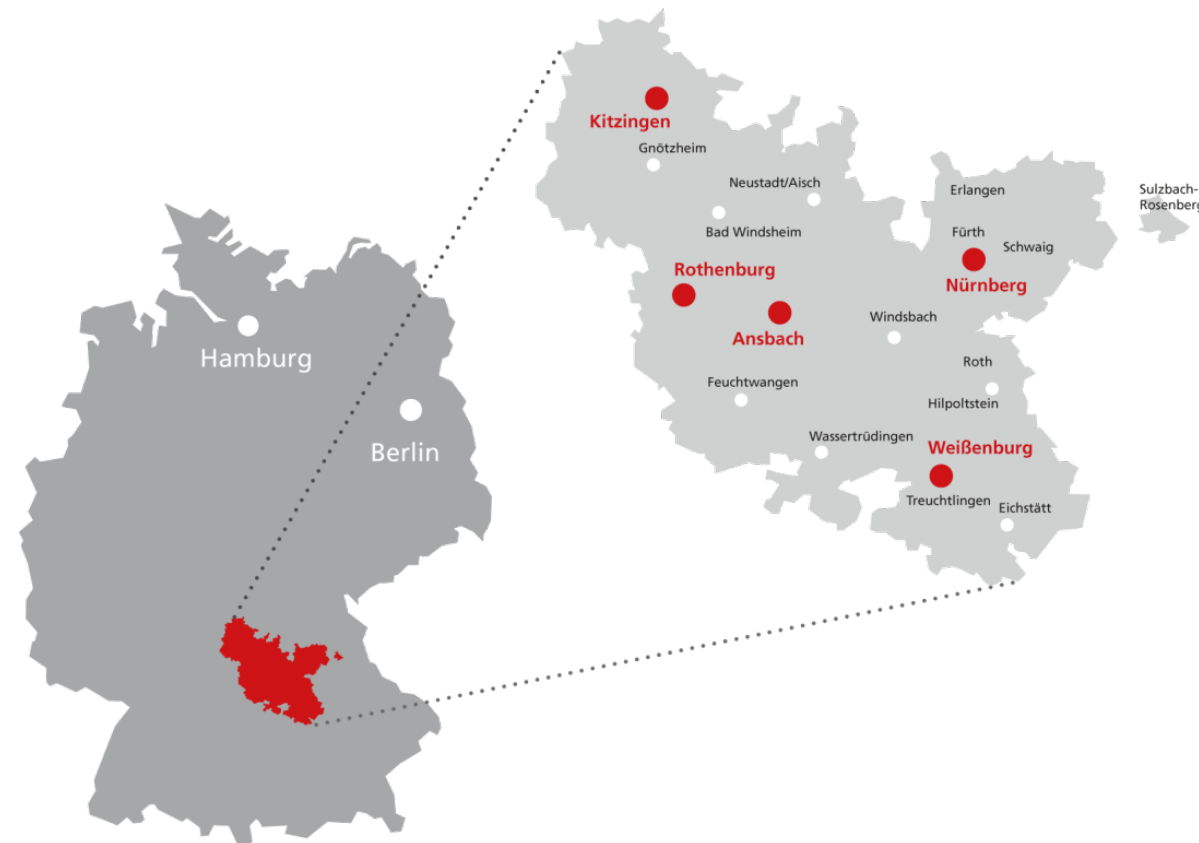 Hamburg
Berlin
Kitzingen
Gnötzheim
Neustadt/Aisch
Bad Windsheim
Erlangen
Sulzbach-
Rosenberg
Fürth
Schwaig
Nürnberg
Rothenburg
Ansbach
Windsbach
Roth
Feuchtwangen
Hilpoltstein
Wassertrüdingen
Weißenburg
Treuchtlingen
Eichstätt